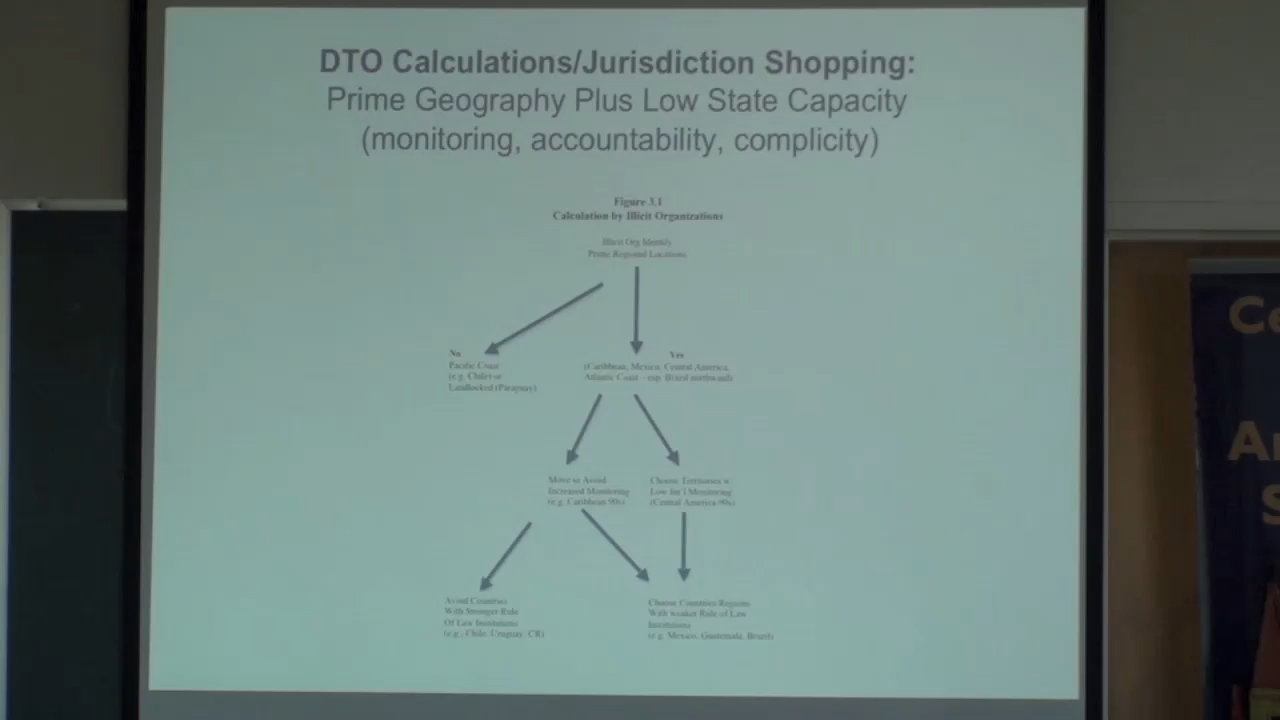 DTO Calculations/Jurisdiction Shopping:
Prime Geography Plus Low State Capacity
(monitoring, accountability, complicity)
Figure 3.1
Calculation by Illicit Organizations
Illicit Org Identify
Prime Regional Locations
No
Pacific Coast
(e.g. Chile) or
Landlocked (Paraguay)
Yes
(Caribbean, Mexico, Central America,
Atlantic Coast - esp. Brazil northward)
Move to Avoid
Increased Monitoring
(e.g. Caribbean 90s)
Choose Territories w.
Low Int'l Monitoring
(Central America 90s)
Avoid Countries
With Stronger Rule
Of Law Institutions
(e.g., Chile, Uruguay, CR)
Choose Countries/Regions
With weaker Rule of Law
Institutions
(e.g. Mexico, Guatemala, Brazil)